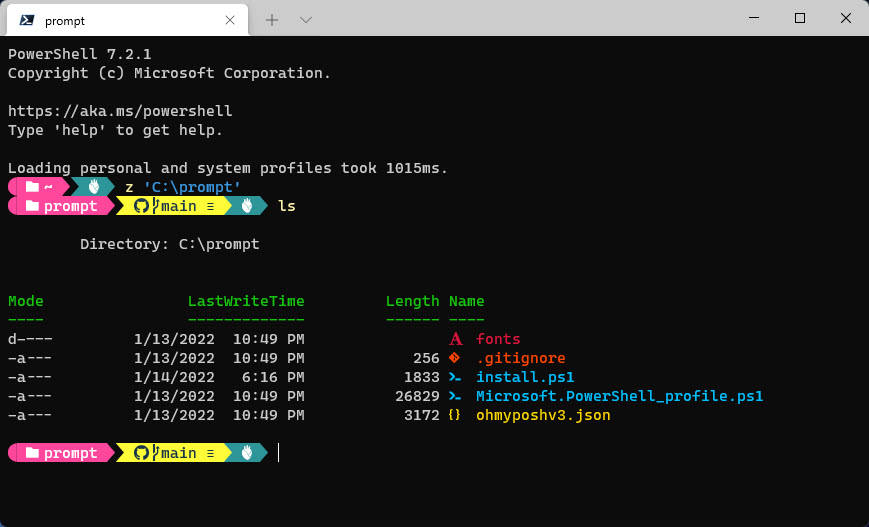 prompt
PowerShell 7.2.1
Copyright (c) Microsoft Corporation.
https://aka.ms/powershell
Type 'help' to get help.
Loading personal and system profiles took 1015ms.
~ z 'C:\prompt'
prompt main ≡ ls
Directory: C:\prompt
Mode LastWriteTime Length Name
---- ------------- ------ ----
d---- 1/13/2022 10:49 PM fonts
-a--- 1/13/2022 10:49 PM 256 .gitignore
-a--- 1/14/2022 6:16 PM 1833 install.ps1
-a--- 1/13/2022 10:49 PM 26829 Microsoft.PowerShell_profile.ps1
-a--- 1/13/2022 10:49 PM 3172 ohmyposhv3.json
prompt main ≡